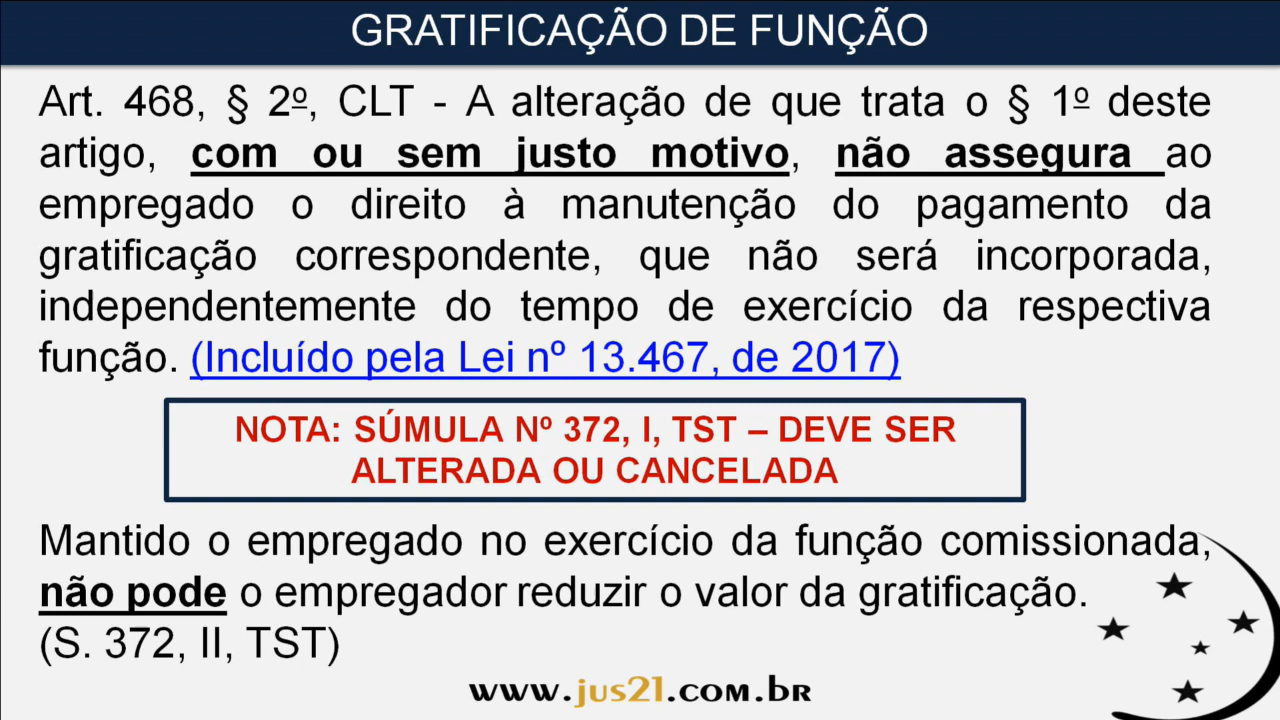 GRATIFICAÇÃO DE FUNÇÃO
Art. 468, § 2º, CLT - A alteração de que trata o § 1º deste
artigo, com ou sem justo motivo, não assegura ao
empregado o direito à manutenção do pagamento da
gratificação correspondente, que não será incorporada,
independentemente do tempo de exercício da respectiva
função. (Incluído pela Lei nº 13.467, de 2017)
NOTA: SÚMULA Nº 372, I, TST – DEVE SER
ALTERADA OU CANCELADA
Mantido o empregado no exercício da função comissionada,
não pode o empregador reduzir o valor da gratificação.
(S. 372, II, TST)
www.jus21.com.br